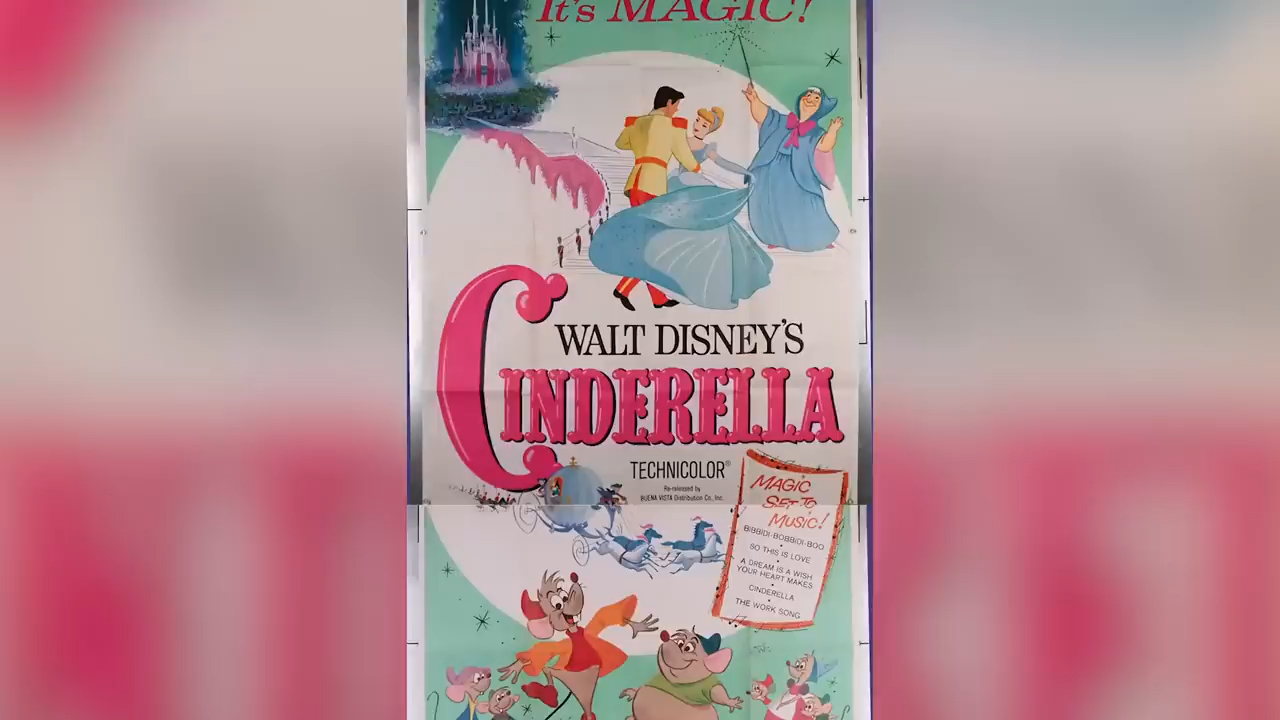 It's MAGIC!
WALT DISNEY'S
CINDERELLA
TECHNICOLOR®
Re-released by
BUENA VISTA Distribution Co., Inc.
MAGIC
SET TO
MUSIC!
BIBBIDI-BOBBIDI-BOO
•
SO THIS IS LOVE
•
A DREAM IS A WISH
YOUR HEART MAKES
•
CINDERELLA
•
THE WORK SONG